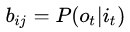 b_{ij} = P(o_t|i_t)